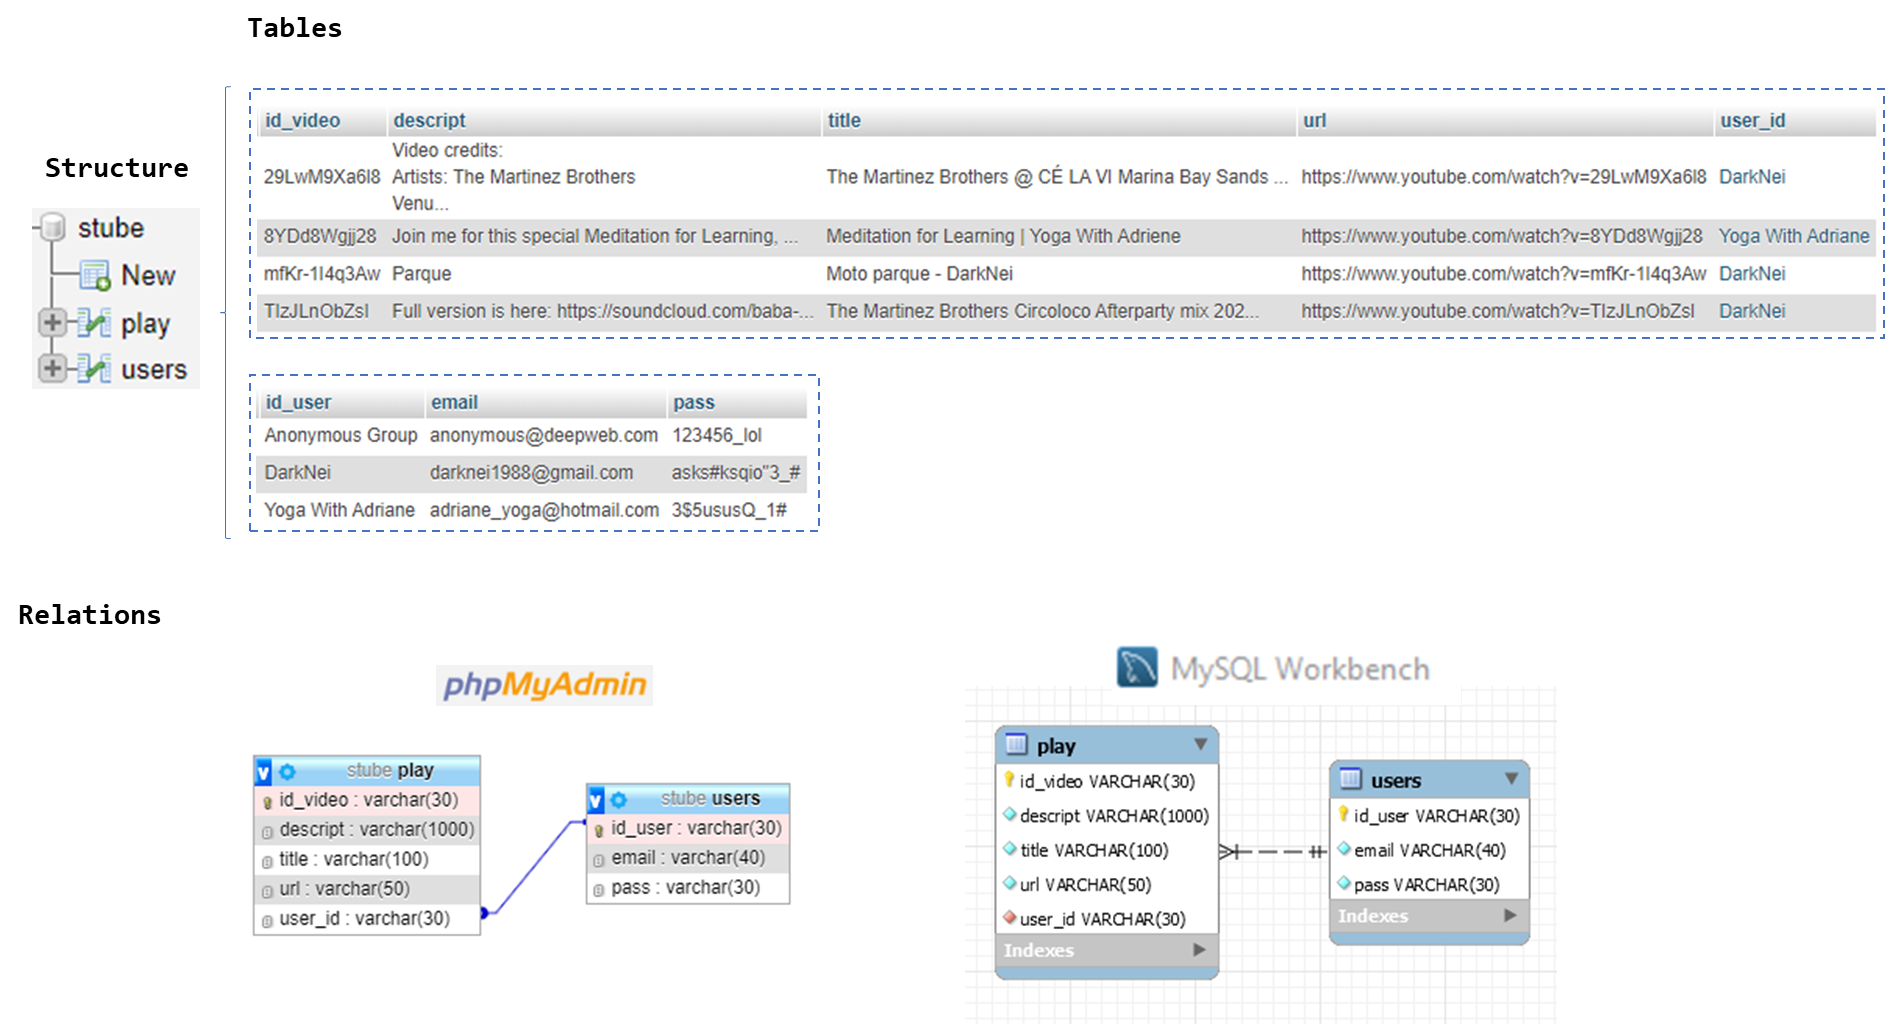 Tables
Structure
stube
New
play
users
id_video descript title url user_id
Video credits:
29LwM9Xa6l8 Artists: The Martinez Brothers The Martinez Brothers @ CÉ LA VI Marina Bay Sands ... https://www.youtube.com/watch?v=29LwM9Xa6l8 DarkNei
Venu...
8YDd8Wgjj28 Join me for this special Meditation for Learning, ... Meditation for Learning | Yoga With Adriene https://www.youtube.com/watch?v=8YDd8Wgjj28 Yoga With Adriane
mfKr-1I4q3Aw Parque Moto parque - DarkNei https://www.youtube.com/watch?v=mfKr-1I4q3Aw DarkNei
TIzJLnObZsI Full version is here: https://soundcloud.com/baba-... The Martinez Brothers Circoloco Afterparty mix 202... https://www.youtube.com/watch?v=TIzJLnObZsI DarkNei
id_user email pass
Anonymous Group anonymous@deepweb.com 123456_lol
DarkNei darknei1988@gmail.com asks#ksqio"3_#
Yoga With Adriane adriane_yoga@hotmail.com 3$5ususQ_1#
Relations
phpMyAdmin
v stube play
id_video : varchar(30)
descript : varchar(1000)
title : varchar(100)
url : varchar(50)
user_id : varchar(30)
v stube users
id_user : varchar(30)
email : varchar(40)
pass : varchar(30)
MySQL Workbench
play
id_video VARCHAR(30)
descript VARCHAR(1000)
title VARCHAR(100)
url VARCHAR(50)
user_id VARCHAR(30)
Indexes
users
id_user VARCHAR(30)
email VARCHAR(40)
pass VARCHAR(30)
Indexes